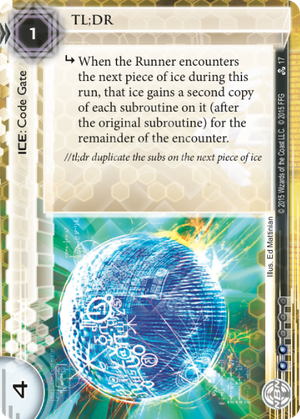 1
TL;DR
ICE: Code Gate
↳ When the Runner encounters
the next piece of ice during this
run, that ice gains a second copy
of each subroutine on it (after
the original subroutine) for the
remainder of the encounter.
//tl;dr duplicate the subs on the next piece of ice
17
© 2015 Wizards of the Coast LLC. © 2015 FFG
Illus. Ed Mattinian
4